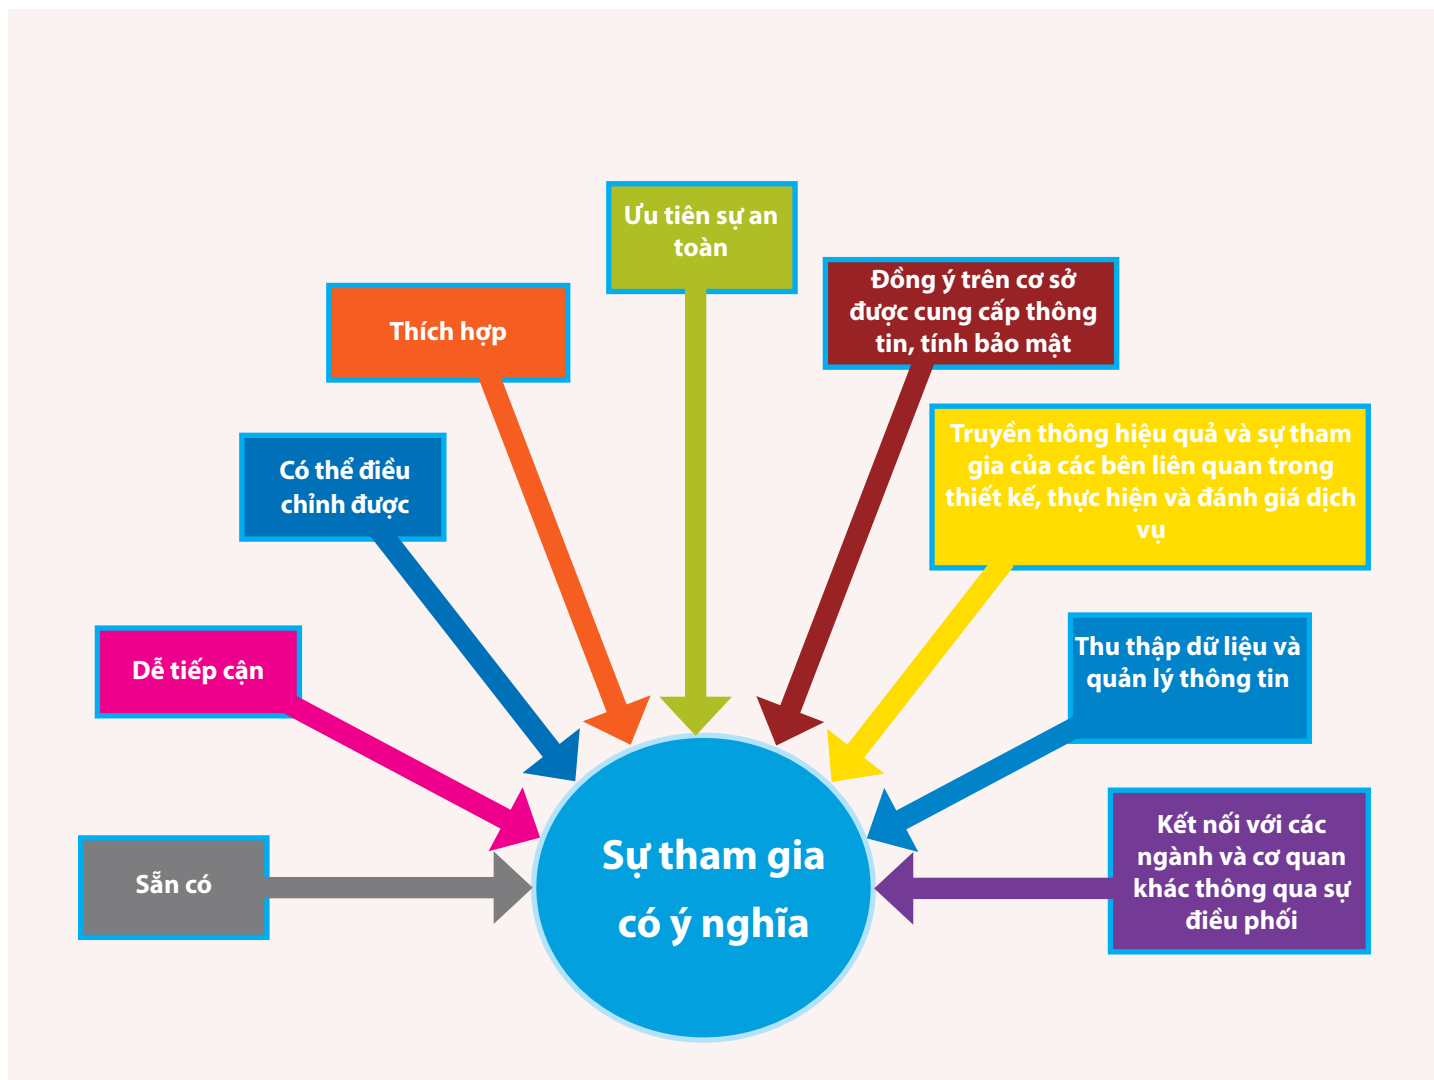 Ưu tiên sự an
toàn
Đồng ý trên cơ sở
được cung cấp thông
tin, tính bảo mật
Thích hợp
Truyền thông hiệu quả và sự tham
gia của các bên liên quan trong
thiết kế, thực hiện và đánh giá dịch
vụ
Có thể điều
chỉnh được
Thu thập dữ liệu và
quản lý thông tin
Dễ tiếp cận
Kết nối với các
ngành và cơ quan
khác thông qua sự
điều phối
Sẵn có
Sự tham gia
có ý nghĩa